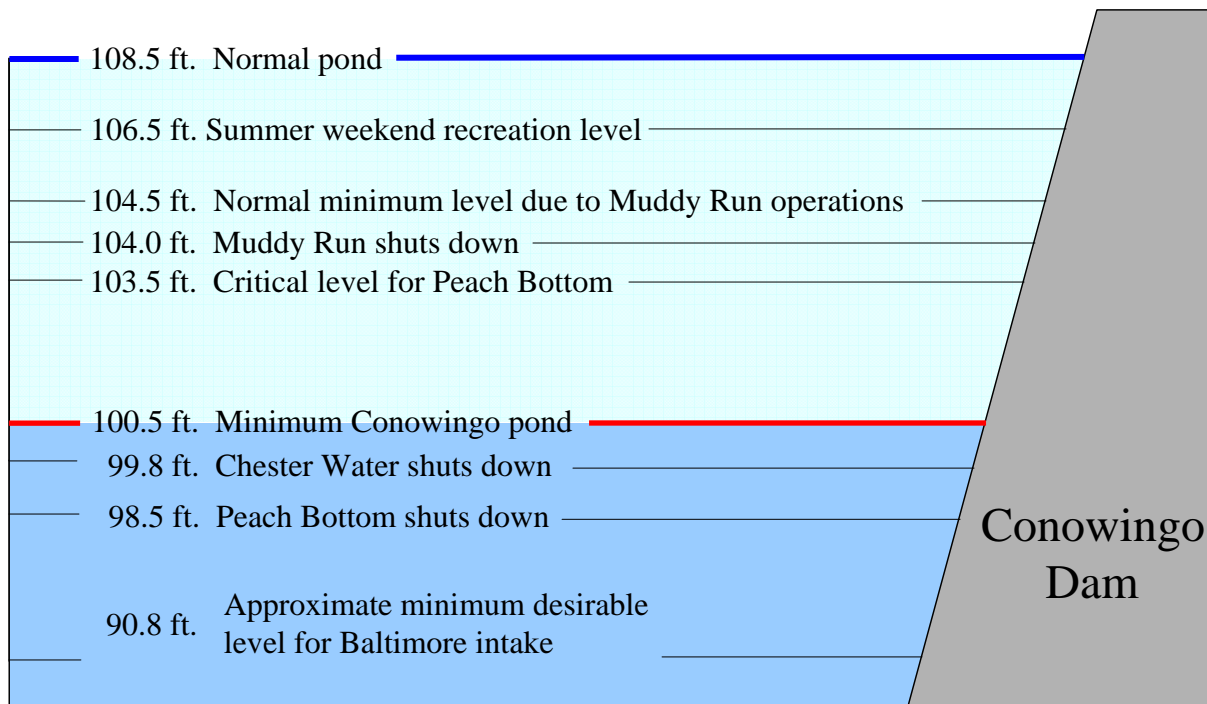 108.5 ft. Normal pond
106.5 ft. Summer weekend recreation level
104.5 ft. Normal minimum level due to Muddy Run operations
104.0 ft. Muddy Run shuts down
103.5 ft. Critical level for Peach Bottom
100.5 ft. Minimum Conowingo pond
99.8 ft. Chester Water shuts down
98.5 ft. Peach Bottom shuts down
90.8 ft. Approximate minimum desirable
level for Baltimore intake
Conowingo
Dam